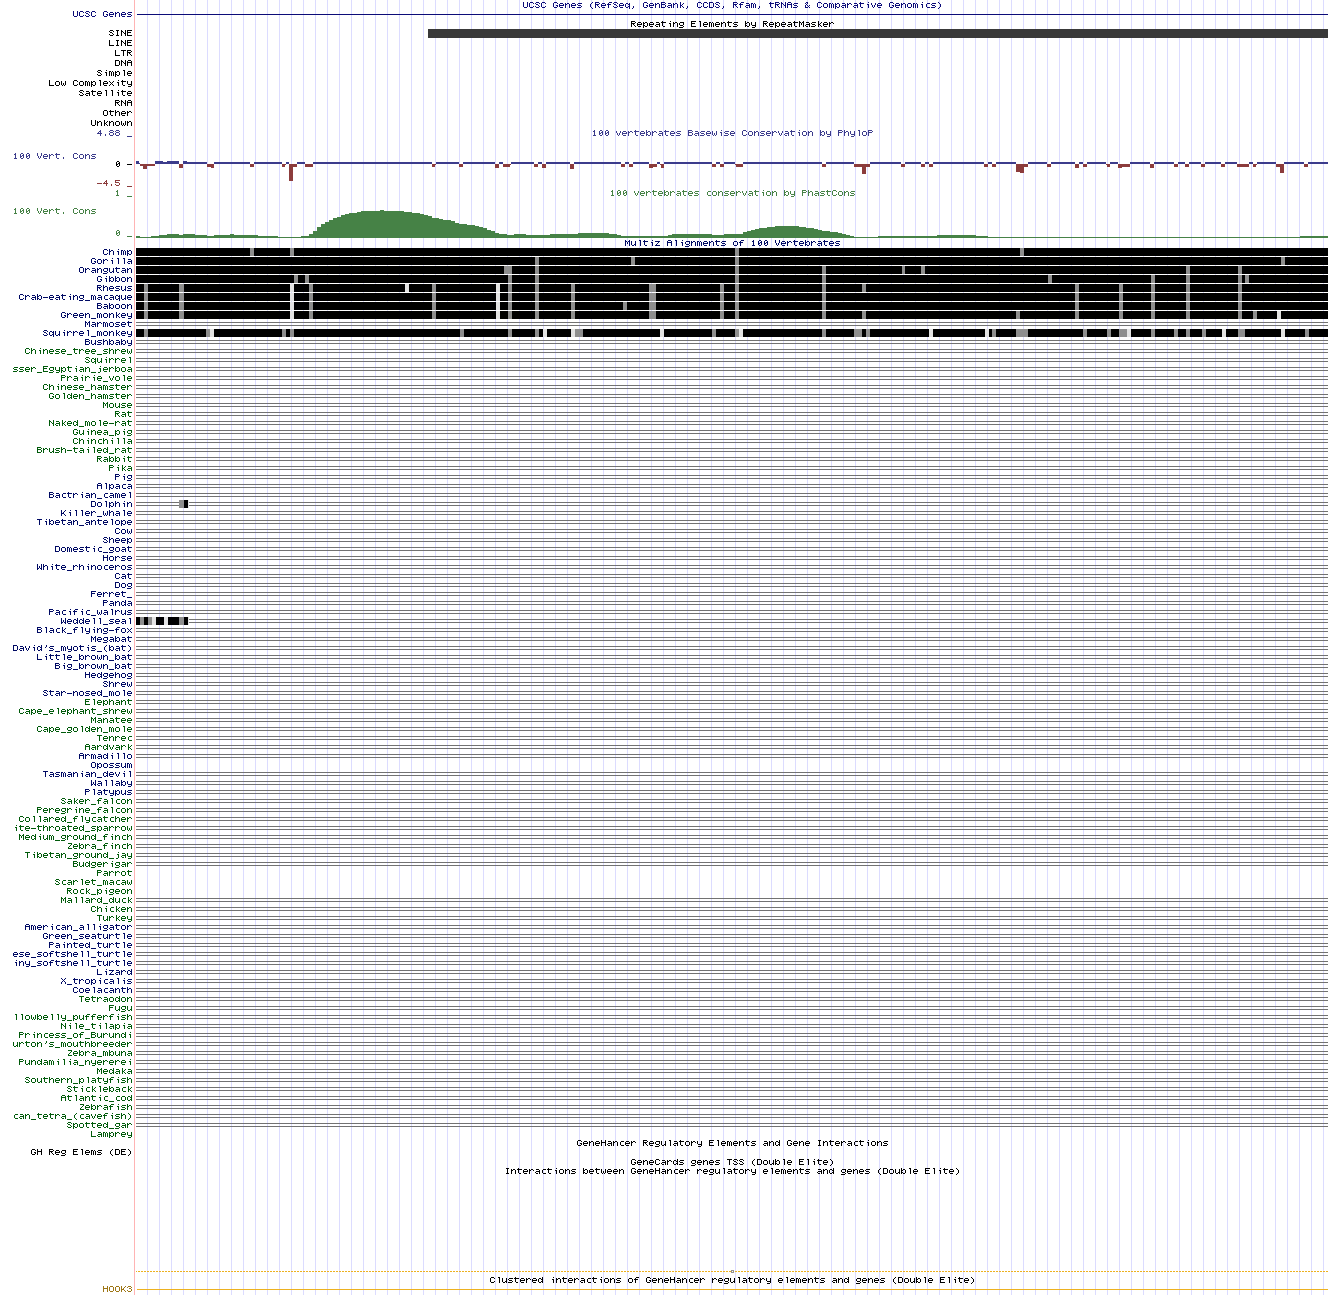 UCSC Genes (RefSeq, GenBank, CCDS, Rfam, tRNAs & Comparative Genomics)
UCSC Genes
Repeating Elements by RepeatMasker
SINE
LINE
LTR
DNA
Simple
Low Complexity
Satellite
RNA
Other
Unknown
4.88 _
100 vertebrates Basewise Conservation by PhyloP
100 Vert. Cons
0 -
-4.5 _
1 _
100 vertebrates conservation by PhastCons
100 Vert. Cons
0 _
Multiz Alignments of 100 Vertebrates
Chimp
Gorilla
Orangutan
Gibbon
Rhesus
Crab-eating_macaque
Baboon
Green_monkey
Marmoset
Squirrel_monkey
Bushbaby
Chinese_tree_shrew
Squirrel
sser_Egyptian_jerboa
Prairie_vole
Chinese_hamster
Golden_hamster
Mouse
Rat
Naked_mole-rat
Guinea_pig
Chinchilla
Brush-tailed_rat
Rabbit
Pika
Pig
Alpaca
Bactrian_camel
Dolphin
Killer_whale
Tibetan_antelope
Cow
Sheep
Domestic_goat
Horse
White_rhinoceros
Cat
Dog
Ferret_
Panda
Pacific_walrus
Weddell_seal
Black_flying-fox
Megabat
David's_myotis_(bat)
Little_brown_bat
Big_brown_bat
Hedgehog
Shrew
Star-nosed_mole
Elephant
Cape_elephant_shrew
Manatee
Cape_golden_mole
Tenrec
Aardvark
Armadillo
Opossum
Tasmanian_devil
Wallaby
Platypus
Saker_falcon
Peregrine_falcon
Collared_flycatcher
ite-throated_sparrow
Medium_ground_finch
Zebra_finch
Tibetan_ground_jay
Budgerigar
Parrot
Scarlet_macaw
Rock_pigeon
Mallard_duck
Chicken
Turkey
American_alligator
Green_seaturtle
Painted_turtle
ese_softshell_turtle
iny_softshell_turtle
Lizard
X_tropicalis
Coelacanth
Tetraodon
Fugu
llowbelly_pufferfish
Nile_tilapia
Princess_of_Burundi
urton's_mouthbreeder
Zebra_mbuna
Pundamilia_nyererei
Medaka
Southern_platyfish
Stickleback
Atlantic_cod
Zebrafish
can_tetra_(cavefish)
Spotted_gar
Lamprey
GeneHancer Regulatory Elements and Gene Interactions
GH Reg Elems (DE)
GeneCards genes TSS (Double Elite)
Interactions between GeneHancer regulatory elements and genes (Double Elite)
Clustered interactions of GeneHancer regulatory elements and genes (Double Elite)
HOOK3